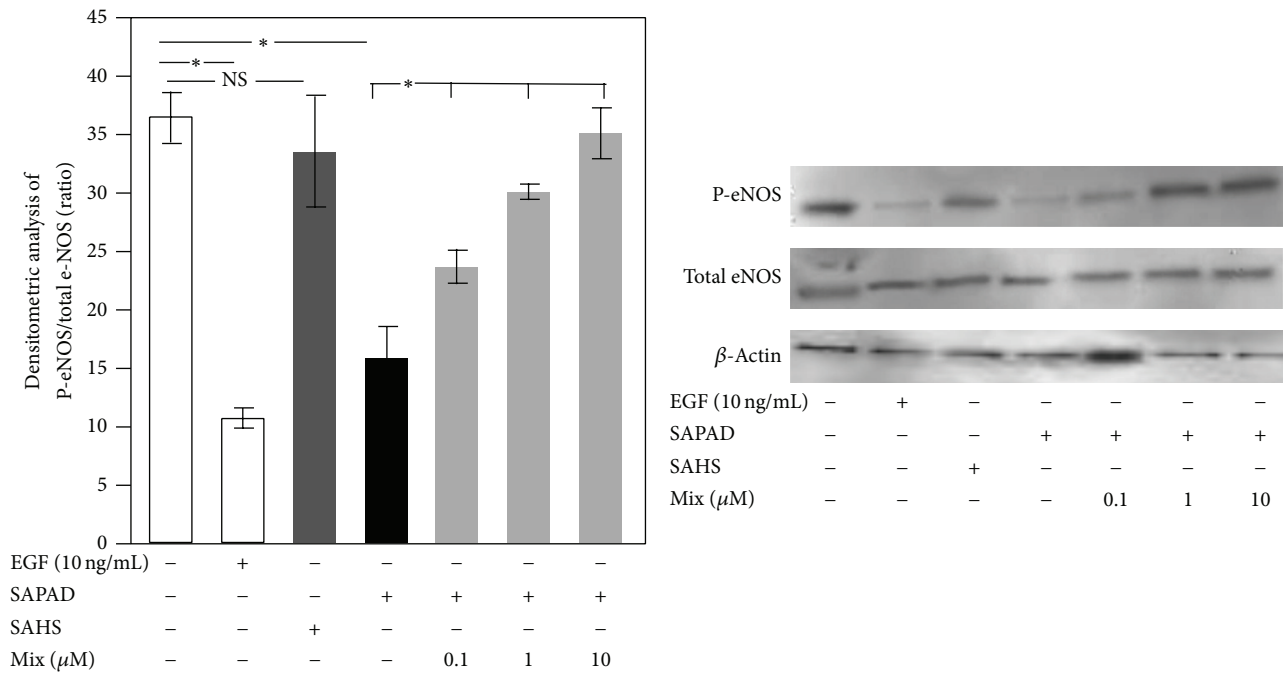 45
40
35
30
25
20
15
10
5
0
Densitometric analysis of
P-eNOS/total e-NOS (ratio)
*
*
NS
*
EGF (10 ng/mL) – + – – – – –
SAPAD – – – + + + +
SAHS – – + – – – –
Mix (μM) – – – – 0.1 1 10
P-eNOS
Total eNOS
β-Actin
EGF (10 ng/mL) – + – – – – –
SAPAD – – – + + + +
SAHS – – + – – – –
Mix (μM) – – – – 0.1 1 10